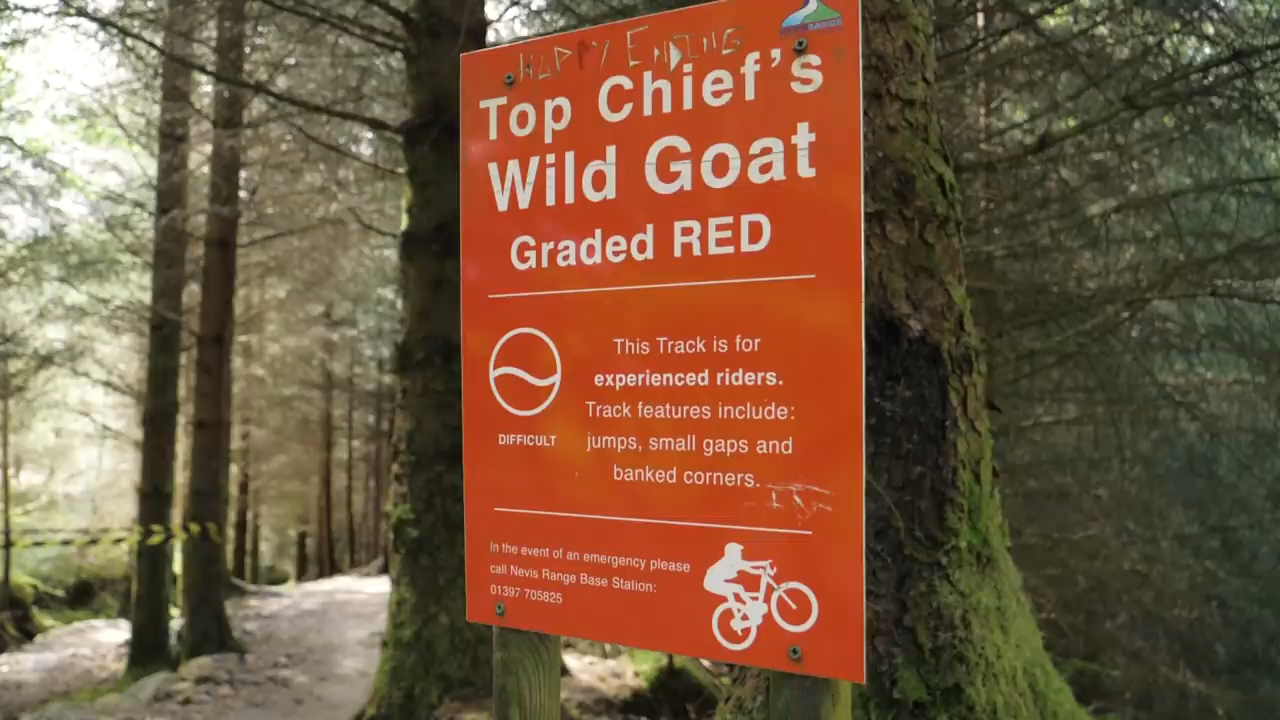 HAPPY ENDING
Top Chief's
Wild Goat
Graded RED
This Track is for
experienced riders.
Track features include:
DIFFICULT
jumps, small gaps and
banked corners.
In the event of an emergency please
call Nevis Range Base Station:
01397 705825